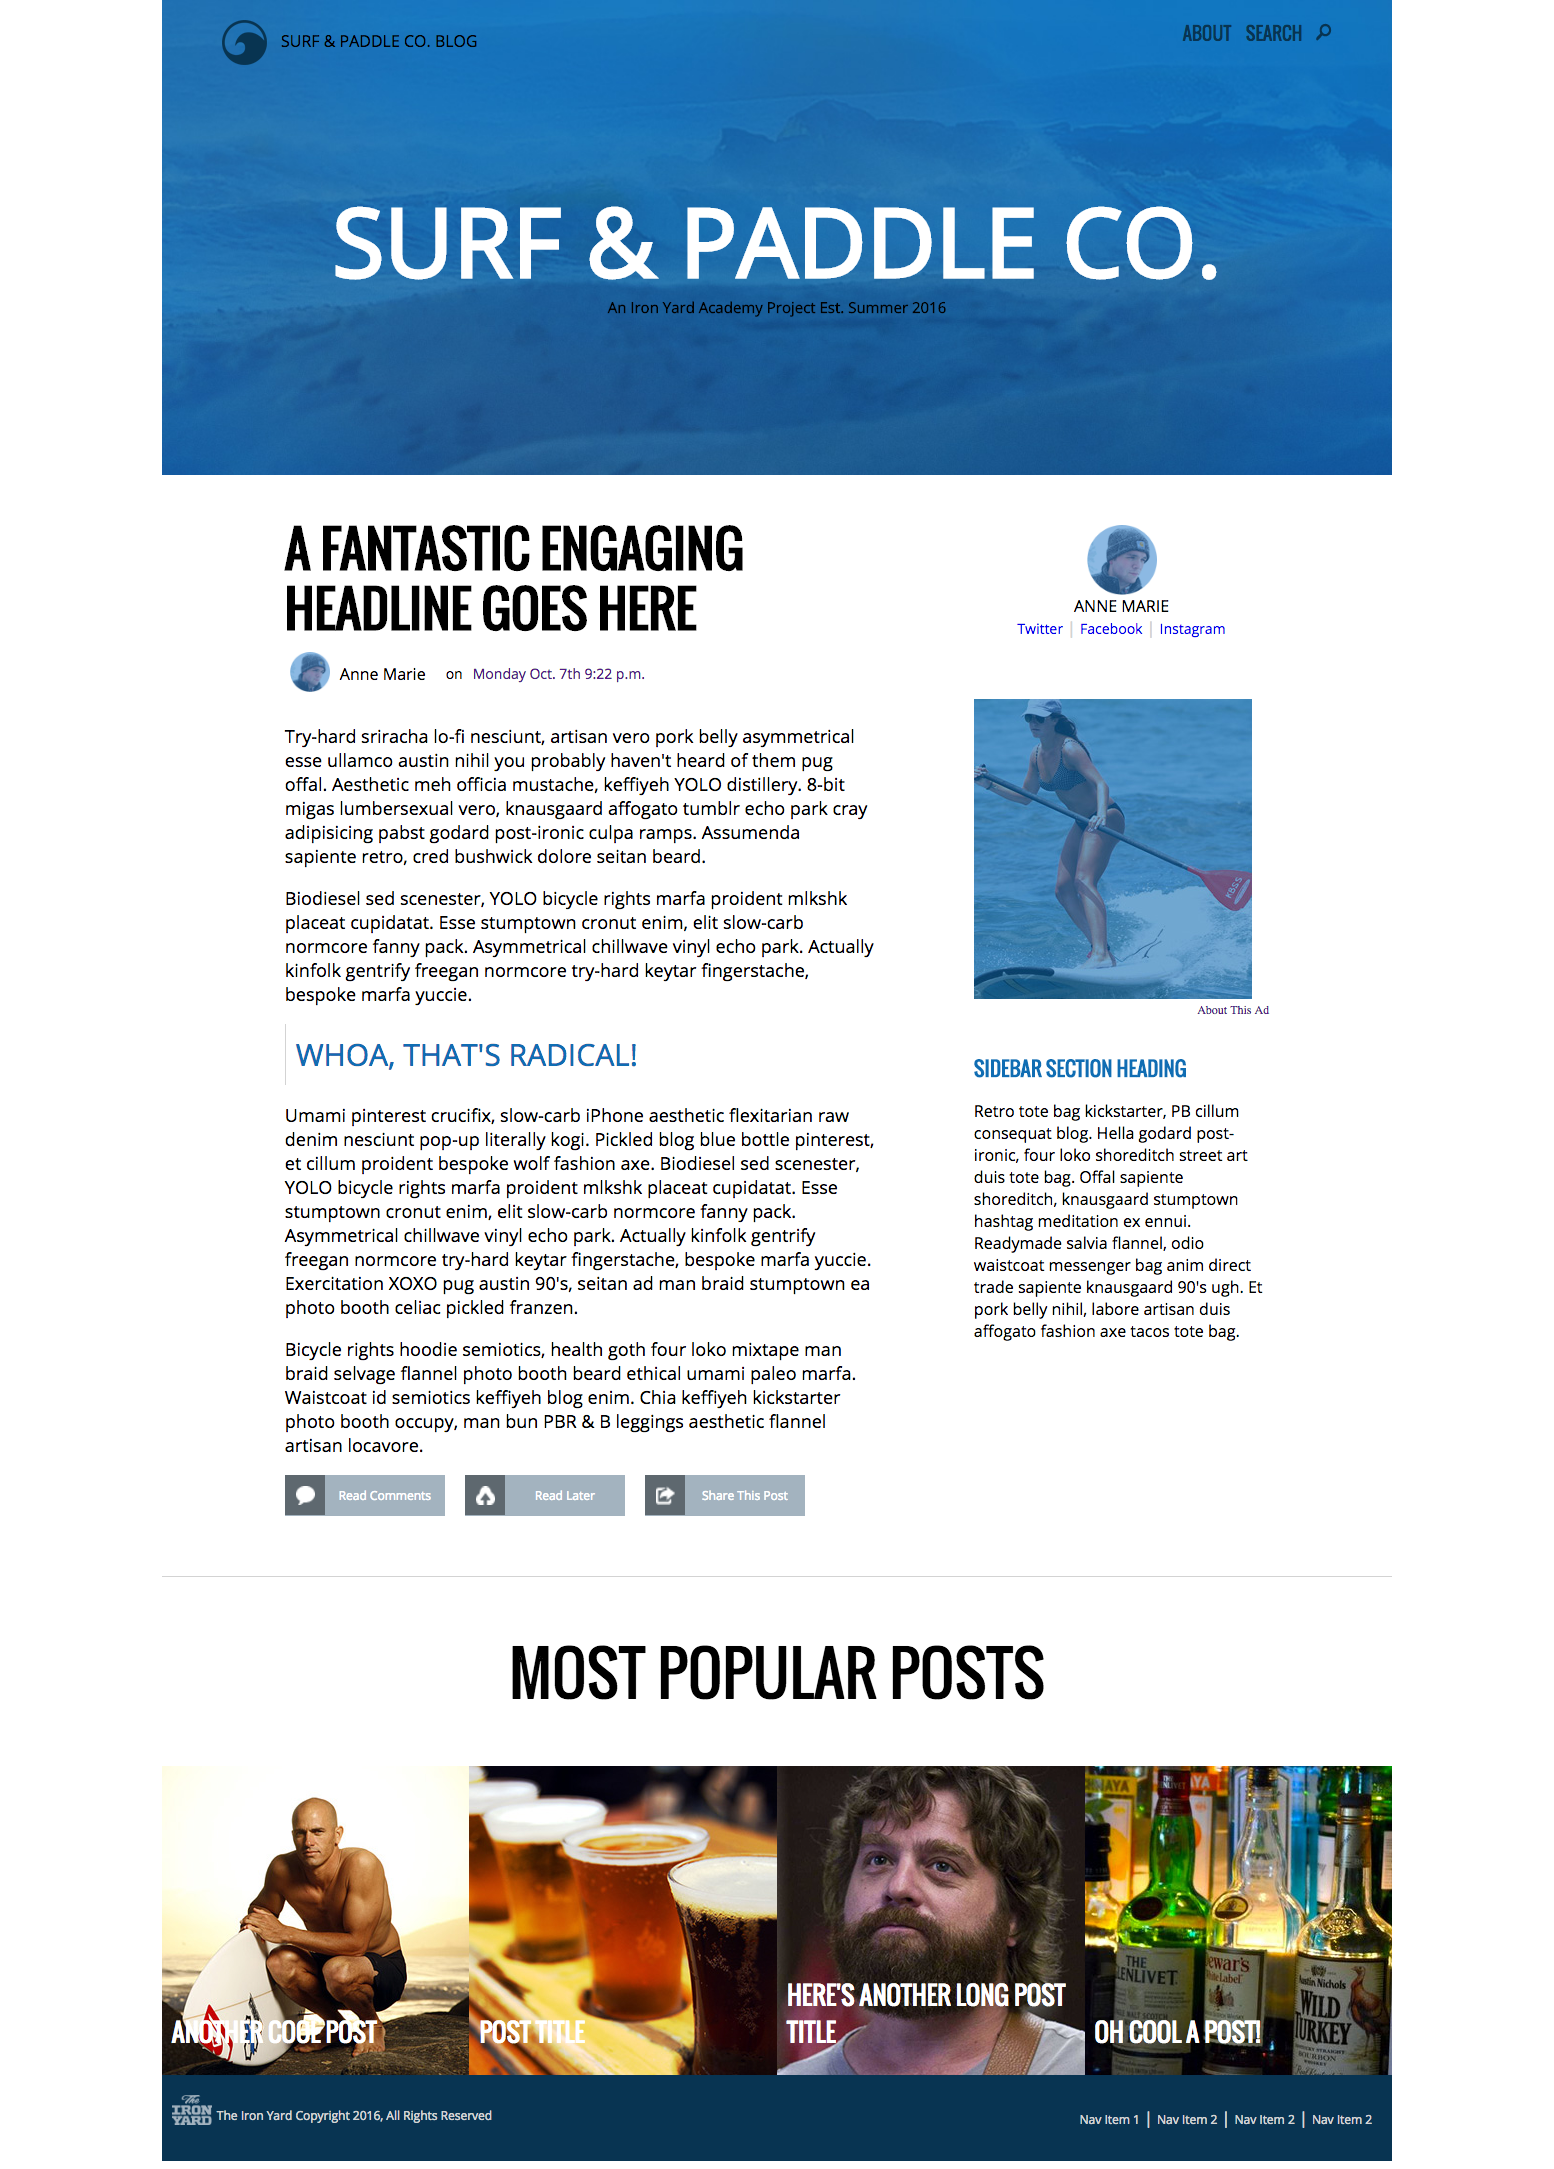 SURF & PADDLE CO. BLOG
ABOUT SEARCH
SURF & PADDLE CO.
An Iron Yard Academy Project Est. Summer 2016
A FANTASTIC ENGAGING
HEADLINE GOES HERE
Anne Marie on Monday Oct. 7th 9:22 p.m.
Try-hard sriracha lo-fi nesciunt, artisan vero pork belly asymmetrical
esse ullamco austin nihil you probably haven't heard of them pug
offal. Aesthetic meh officia mustache, keffiyeh YOLO distillery. 8-bit
migas lumbersexual vero, knausgaard affogato tumblr echo park cray
adipisicing pabst godard post-ironic culpa ramps. Assumenda
sapiente retro, cred bushwick dolore seitan beard.
Biodiesel sed scenester, YOLO bicycle rights marfa proident mlkshk
placeat cupidatat. Esse stumptown cronut enim, elit slow-carb
normcore fanny pack. Asymmetrical chillwave vinyl echo park. Actually
kinfolk gentrify freegan normcore try-hard keytar fingerstache,
bespoke marfa yuccie.
WHOA, THAT'S RADICAL!
Umami pinterest crucifix, slow-carb iPhone aesthetic flexitarian raw
denim nesciunt pop-up literally kogi. Pickled blog blue bottle pinterest,
et cillum proident bespoke wolf fashion axe. Biodiesel sed scenester,
YOLO bicycle rights marfa proident mlkshk placeat cupidatat. Esse
stumptown cronut enim, elit slow-carb normcore fanny pack.
Asymmetrical chillwave vinyl echo park. Actually kinfolk gentrify
freegan normcore try-hard keytar fingerstache, bespoke marfa yuccie.
Exercitation XOXO pug austin 90's, seitan ad man braid stumptown ea
photo booth celiac pickled franzen.
Bicycle rights hoodie semiotics, health goth four loko mixtape man
braid selvage flannel photo booth beard ethical umami paleo marfa.
Waistcoat id semiotics keffiyeh blog enim. Chia keffiyeh kickstarter
photo booth occupy, man bun PBR & B leggings aesthetic flannel
artisan locavore.
Read Comments
Read Later
Share This Post
ANNE MARIE
Twitter | Facebook | Instagram
KBSS
About This Ad
SIDEBAR SECTION HEADING
Retro tote bag kickstarter, PB cillum
consequat blog. Hella godard post-
ironic, four loko shoreditch street art
duis tote bag. Offal sapiente
shoreditch, knausgaard stumptown
hashtag meditation ex ennui.
Readymade salvia flannel, odio
waistcoat messenger bag anim direct
trade sapiente knausgaard 90's ugh. Et
pork belly nihil, labore artisan duis
affogato fashion axe tacos tote bag.
MOST POPULAR POSTS
ANOTHER COOL POST
POST TITLE
HERE'S ANOTHER LONG POST
TITLE
OH COOL A POST!
THE
GLENLIVET
Dewar's
White Label
Austin Nichols
WILD
TURKEY
BOURBON
The
IRON
YARD
The Iron Yard Copyright 2016, All Rights Reserved
Nav Item 1 | Nav Item 2 | Nav Item 2 | Nav Item 2